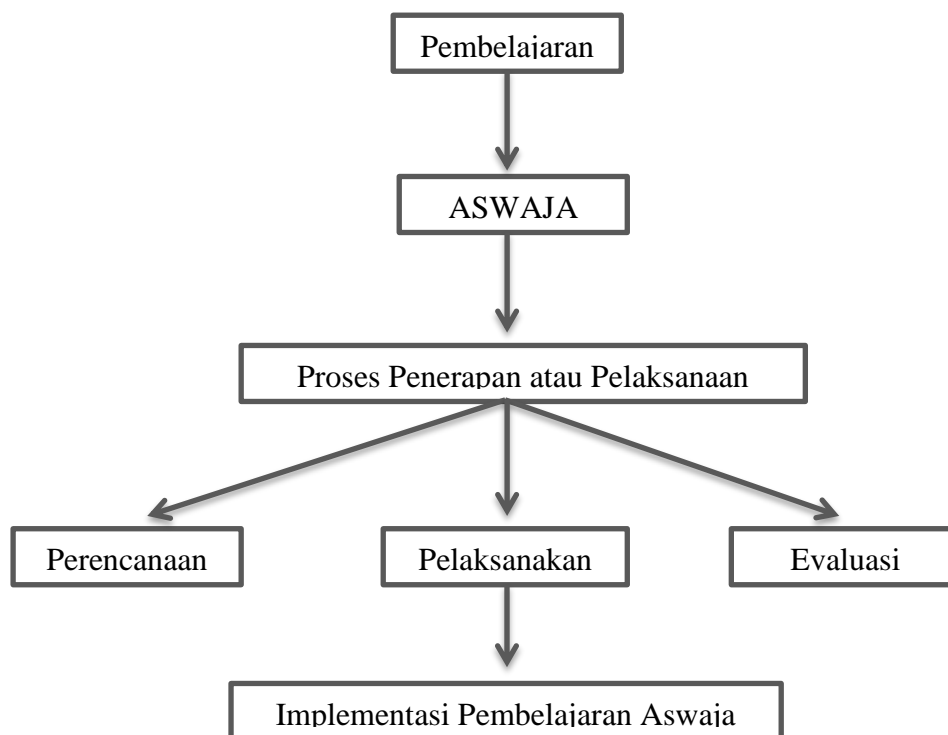 Pembelajaran
ASWAJA
Proses Penerapan atau Pelaksanaan
Perencanaan
Pelaksanakan
Evaluasi
Implementasi Pembelajaran Aswaja